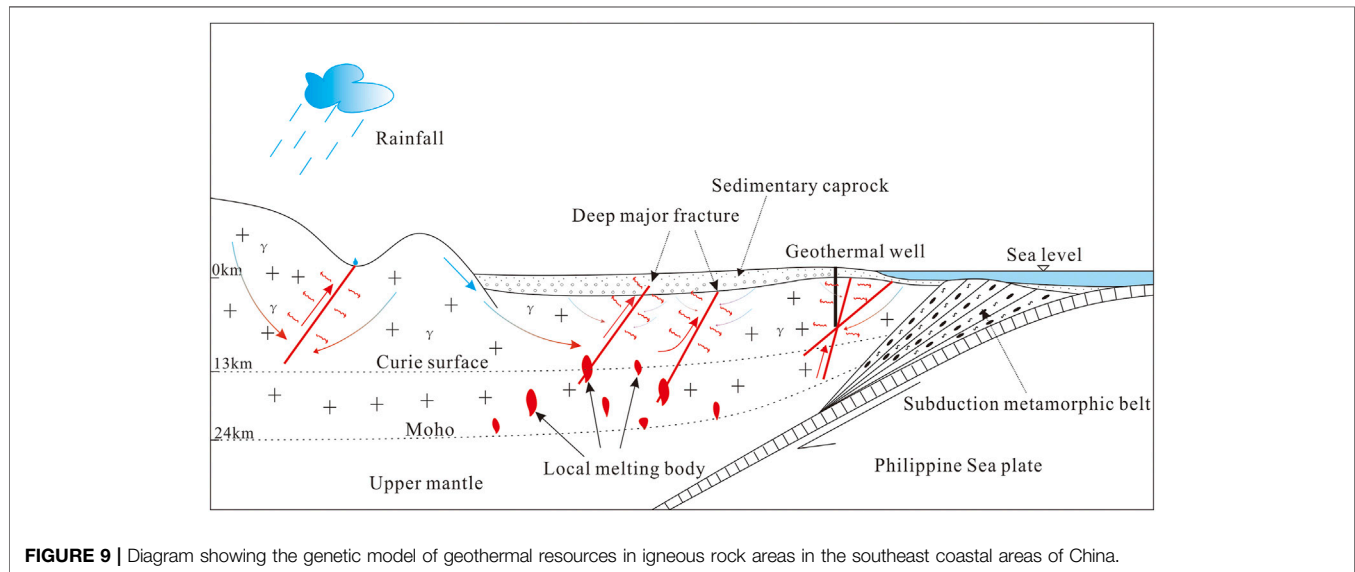 Rainfall
Sedimentary caprock
Deep major fracture
Geothermal well
Sea level
γ
0km
γ
γ
γ
Curie surface
13km
Subduction metamorphic belt
Moho
24km
Local melting body
Philippine Sea plate
Upper mantle
FIGURE 9 | Diagram showing the genetic model of geothermal resources in igneous rock areas in the southeast coastal areas of China.